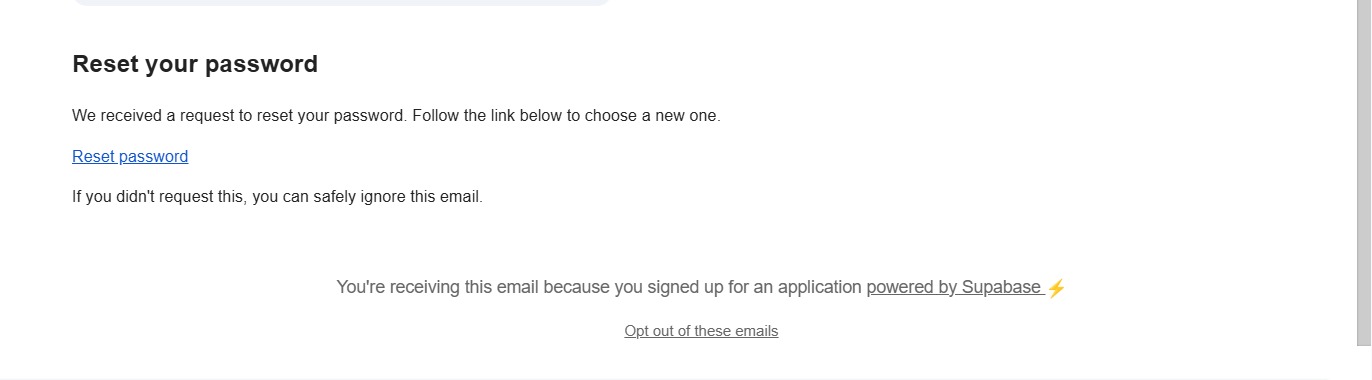 Reset your password
We received a request to reset your password. Follow the link below to choose a new one.
Reset password
If you didn't request this, you can safely ignore this email.
You're receiving this email because you signed up for an application powered by Supabase ⚡
Opt out of these emails